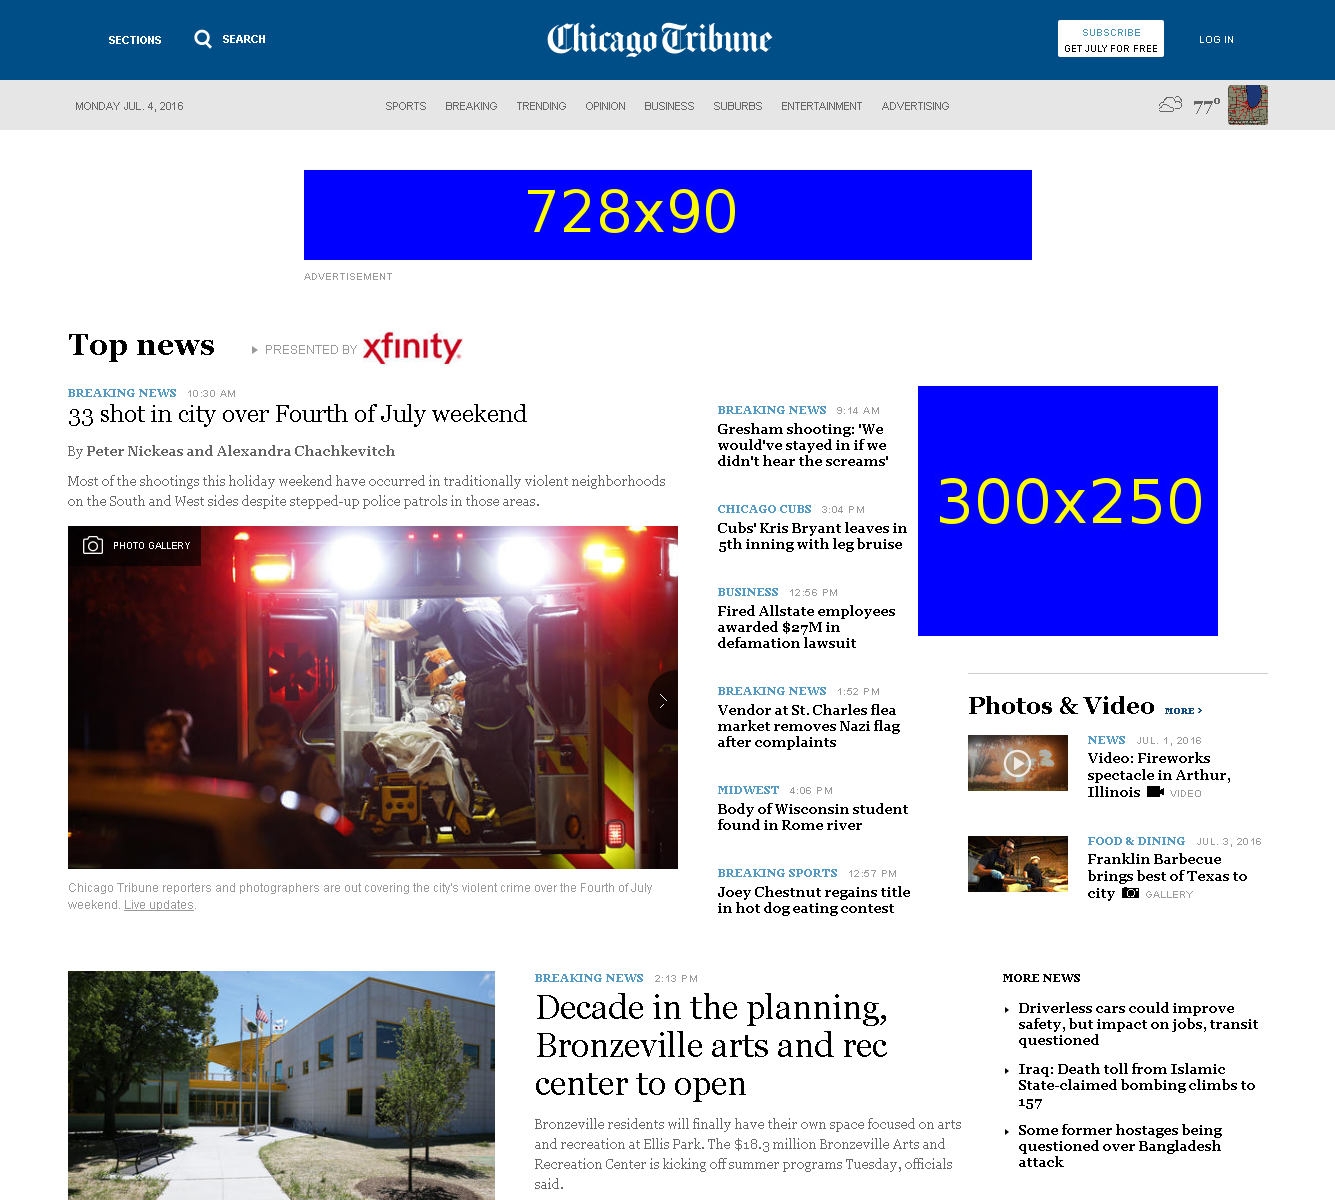 SECTIONS
SEARCH
Chicago Tribune
SUBSCRIBE
GET JULY FOR FREE
LOG IN
MONDAY JUL. 4, 2016
SPORTS BREAKING TRENDING OPINION BUSINESS SUBURBS ENTERTAINMENT ADVERTISING
77°
728x90
ADVERTISEMENT
Top news
PRESENTED BY xfinity
BREAKING NEWS 10:30 AM
33 shot in city over Fourth of July weekend
By Peter Nickeas and Alexandra Chachkevitch
Most of the shootings this holiday weekend have occurred in traditionally violent neighborhoods
on the South and West sides despite stepped-up police patrols in those areas.
PHOTO GALLERY
Chicago Tribune reporters and photographers are out covering the city's violent crime over the Fourth of July
weekend. Live updates.
BREAKING NEWS 9:14 AM
Gresham shooting: 'We
would've stayed in if we
didn't hear the screams'
CHICAGO CUBS 3:04 PM
Cubs' Kris Bryant leaves in
5th inning with leg bruise
BUSINESS 12:56 PM
Fired Allstate employees
awarded $27M in
defamation lawsuit
BREAKING NEWS 1:52 PM
Vendor at St. Charles flea
market removes Nazi flag
after complaints
MIDWEST 4:06 PM
Body of Wisconsin student
found in Rome river
BREAKING SPORTS 12:57 PM
Joey Chestnut regains title
in hot dog eating contest
300x250
Photos & Video MORE >
NEWS JUL. 1, 2016
Video: Fireworks
spectacle in Arthur,
Illinois VIDEO
FOOD & DINING JUL. 3, 2016
Franklin Barbecue
brings best of Texas to
city GALLERY
BREAKING NEWS 2:13 PM
Decade in the planning,
Bronzeville arts and rec
center to open
Bronzeville residents will finally have their own space focused on arts
and recreation at Ellis Park. The $18.3 million Bronzeville Arts and
Recreation Center is kicking off summer programs Tuesday, officials
said.
MORE NEWS
Driverless cars could improve
safety, but impact on jobs, transit
questioned
Iraq: Death toll from Islamic
State-claimed bombing climbs to
157
Some former hostages being
questioned over Bangladesh
attack